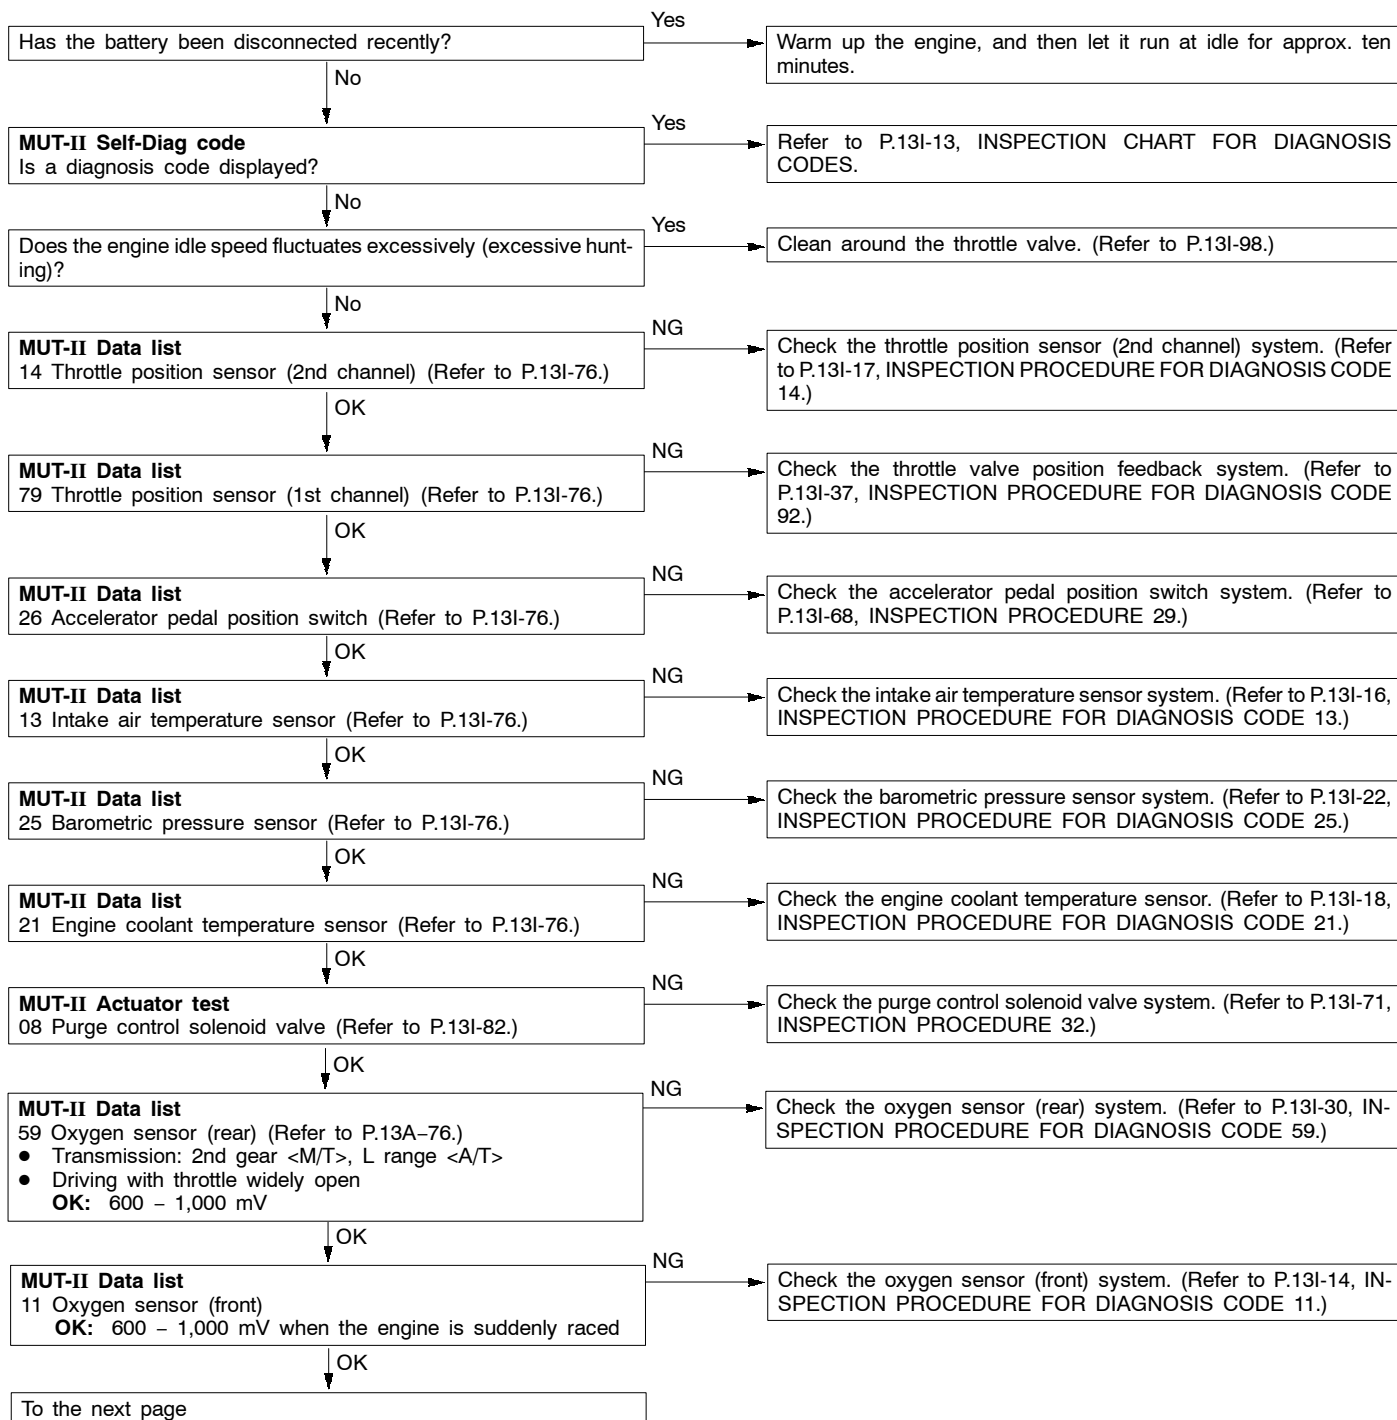 Has the battery been disconnected recently?
Yes
Warm up the engine, and then let it run at idle for approx. ten
minutes.
No
MUT-II Self-Diag code
Is a diagnosis code displayed?
Yes
Refer to P.13I-13, INSPECTION CHART FOR DIAGNOSIS
CODES.
No
Does the engine idle speed fluctuates excessively (excessive hunt-
ing)?
Yes
Clean around the throttle valve. (Refer to P.13I-98.)
No
MUT-II Data list
14 Throttle position sensor (2nd channel) (Refer to P.13I-76.)
NG
Check the throttle position sensor (2nd channel) system. (Refer
to P.13I-17, INSPECTION PROCEDURE FOR DIAGNOSIS CODE
14.)
OK
MUT-II Data list
79 Throttle position sensor (1st channel) (Refer to P.13I-76.)
NG
Check the throttle valve position feedback system. (Refer to
P.13I-37, INSPECTION PROCEDURE FOR DIAGNOSIS CODE
92.)
OK
MUT-II Data list
26 Accelerator pedal position switch (Refer to P.13I-76.)
NG
Check the accelerator pedal position switch system. (Refer to
P.13I-68, INSPECTION PROCEDURE 29.)
OK
MUT-II Data list
13 Intake air temperature sensor (Refer to P.13I-76.)
NG
Check the intake air temperature sensor system. (Refer to P.13I-16,
INSPECTION PROCEDURE FOR DIAGNOSIS CODE 13.)
OK
MUT-II Data list
25 Barometric pressure sensor (Refer to P.13I-76.)
NG
Check the barometric pressure sensor system. (Refer to P.13I-22,
INSPECTION PROCEDURE FOR DIAGNOSIS CODE 25.)
OK
MUT-II Data list
21 Engine coolant temperature sensor (Refer to P.13I-76.)
NG
Check the engine coolant temperature sensor. (Refer to P.13I-18,
INSPECTION PROCEDURE FOR DIAGNOSIS CODE 21.)
OK
MUT-II Actuator test
08 Purge control solenoid valve (Refer to P.13I-82.)
NG
Check the purge control solenoid valve system. (Refer to P.13I-71,
INSPECTION PROCEDURE 32.)
OK
MUT-II Data list
59 Oxygen sensor (rear) (Refer to P.13A–76.)
● Transmission: 2nd gear <M/T>, L range <A/T>
● Driving with throttle widely open
OK: 600 – 1,000 mV
NG
Check the oxygen sensor (rear) system. (Refer to P.13I-30, IN-
SPECTION PROCEDURE FOR DIAGNOSIS CODE 59.)
OK
MUT-II Data list
11 Oxygen sensor (front)
OK: 600 – 1,000 mV when the engine is suddenly raced
NG
Check the oxygen sensor (front) system. (Refer to P.13I-14, IN-
SPECTION PROCEDURE FOR DIAGNOSIS CODE 11.)
OK
To the next page